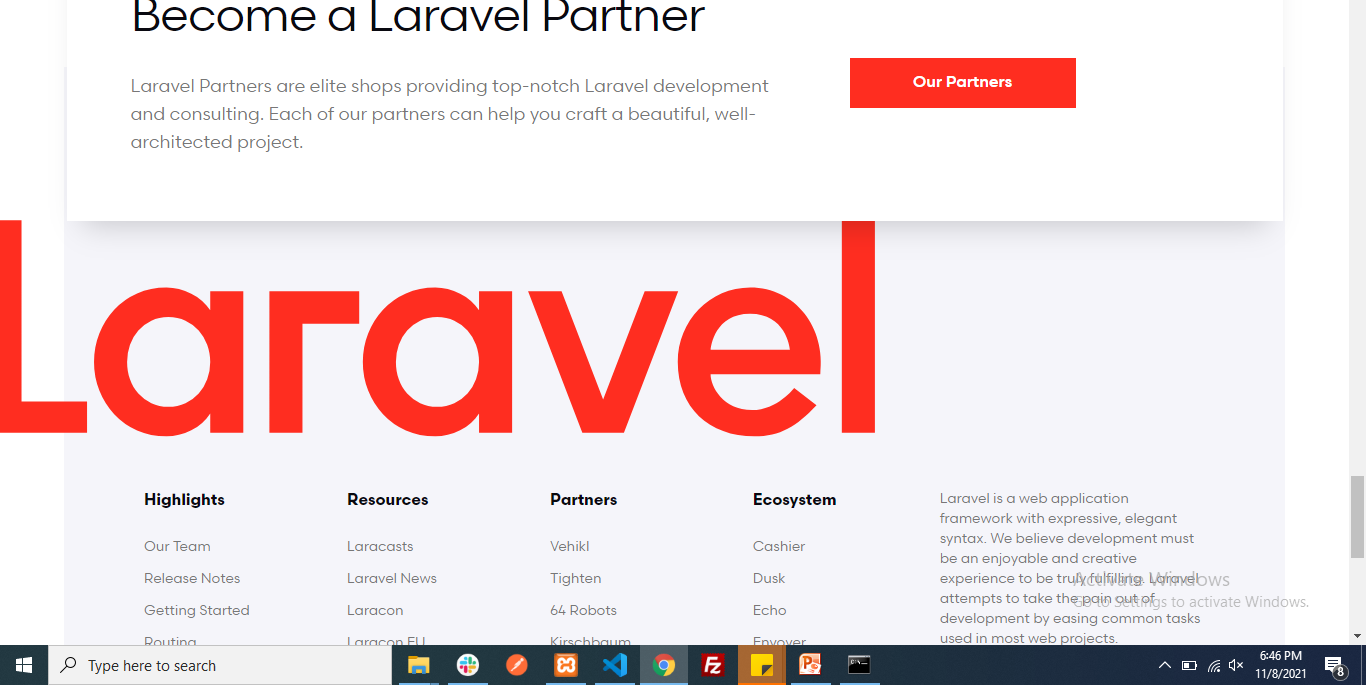 Become a Laravel Partner
Laravel Partners are elite shops providing top-notch Laravel development
and consulting. Each of our partners can help you craft a beautiful, well-
architected project.
Our Partners
Laravel
Highlights
Our Team
Release Notes
Getting Started
Routing
Resources
Laracasts
Laravel News
Laracon
Laracon EU
Partners
Vehikl
Tighten
64 Robots
Kirschbaum
Ecosystem
Cashier
Dusk
Echo
Envoyer
Laravel is a web application
framework with expressive, elegant
syntax. We believe development must
be an enjoyable and creative
experience to be truly fulfilling. Laravel
attempts to take the pain out of
development by easing common tasks
used in most web projects.
Activate Windows
Go to Settings to activate Windows.
Type here to search
6:46 PM
11/8/2021
8